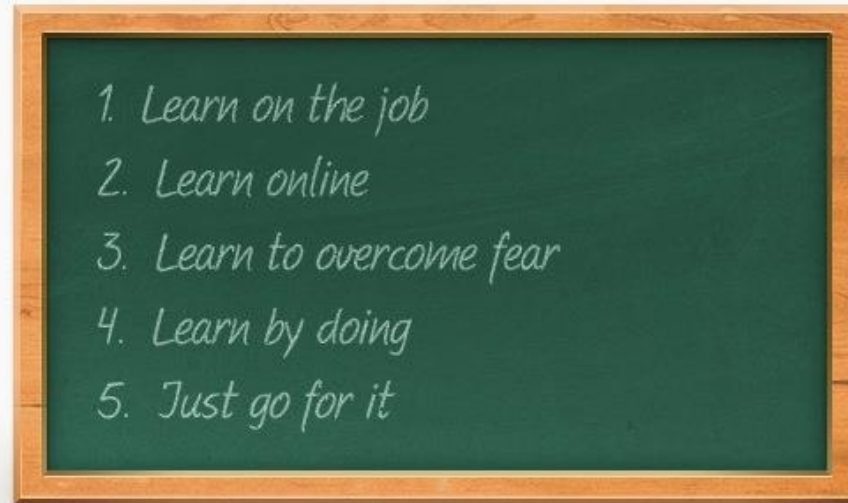 1. Learn on the job
2. Learn online
3. Learn to overcome fear
4. Learn by doing
5. Just go for it